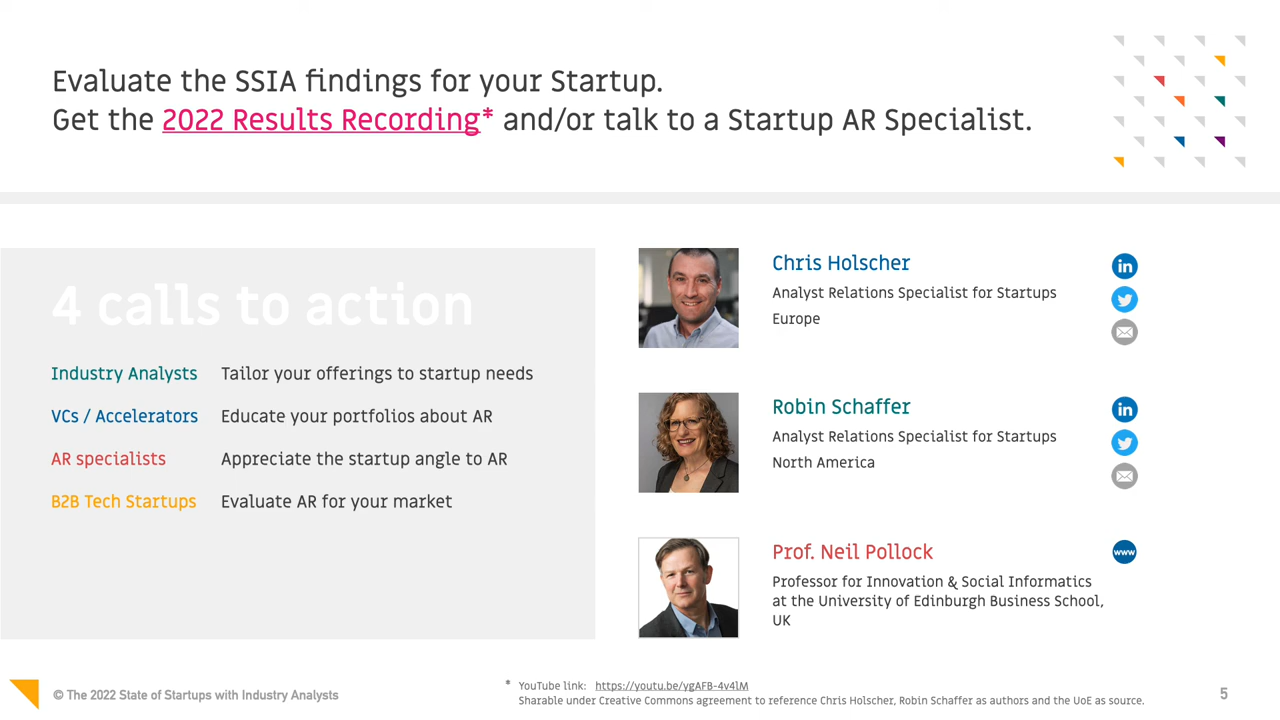 Evaluate the SSIA findings for your Startup.
Get the 2022 Results Recording* and/or talk to a Startup AR Specialist.
4 calls to action
Industry Analysts Tailor your offerings to startup needs
VCs / Accelerators Educate your portfolios about AR
AR specialists Appreciate the startup angle to AR
B2B Tech Startups Evaluate AR for your market
Chris Holscher
Analyst Relations Specialist for Startups
Europe
in
Robin Schaffer
Analyst Relations Specialist for Startups
North America
in
Prof. Neil Pollock
www
Professor for Innovation & Social Informatics
at the University of Edinburgh Business School,
UK
© The 2022 State of Startups with Industry Analysts
* YouTube link: https://youtu.be/ygAFB-4v4lM
Sharable under Creative Commons agreement to reference Chris Holscher, Robin Schaffer as authors and the UoE as source.
5